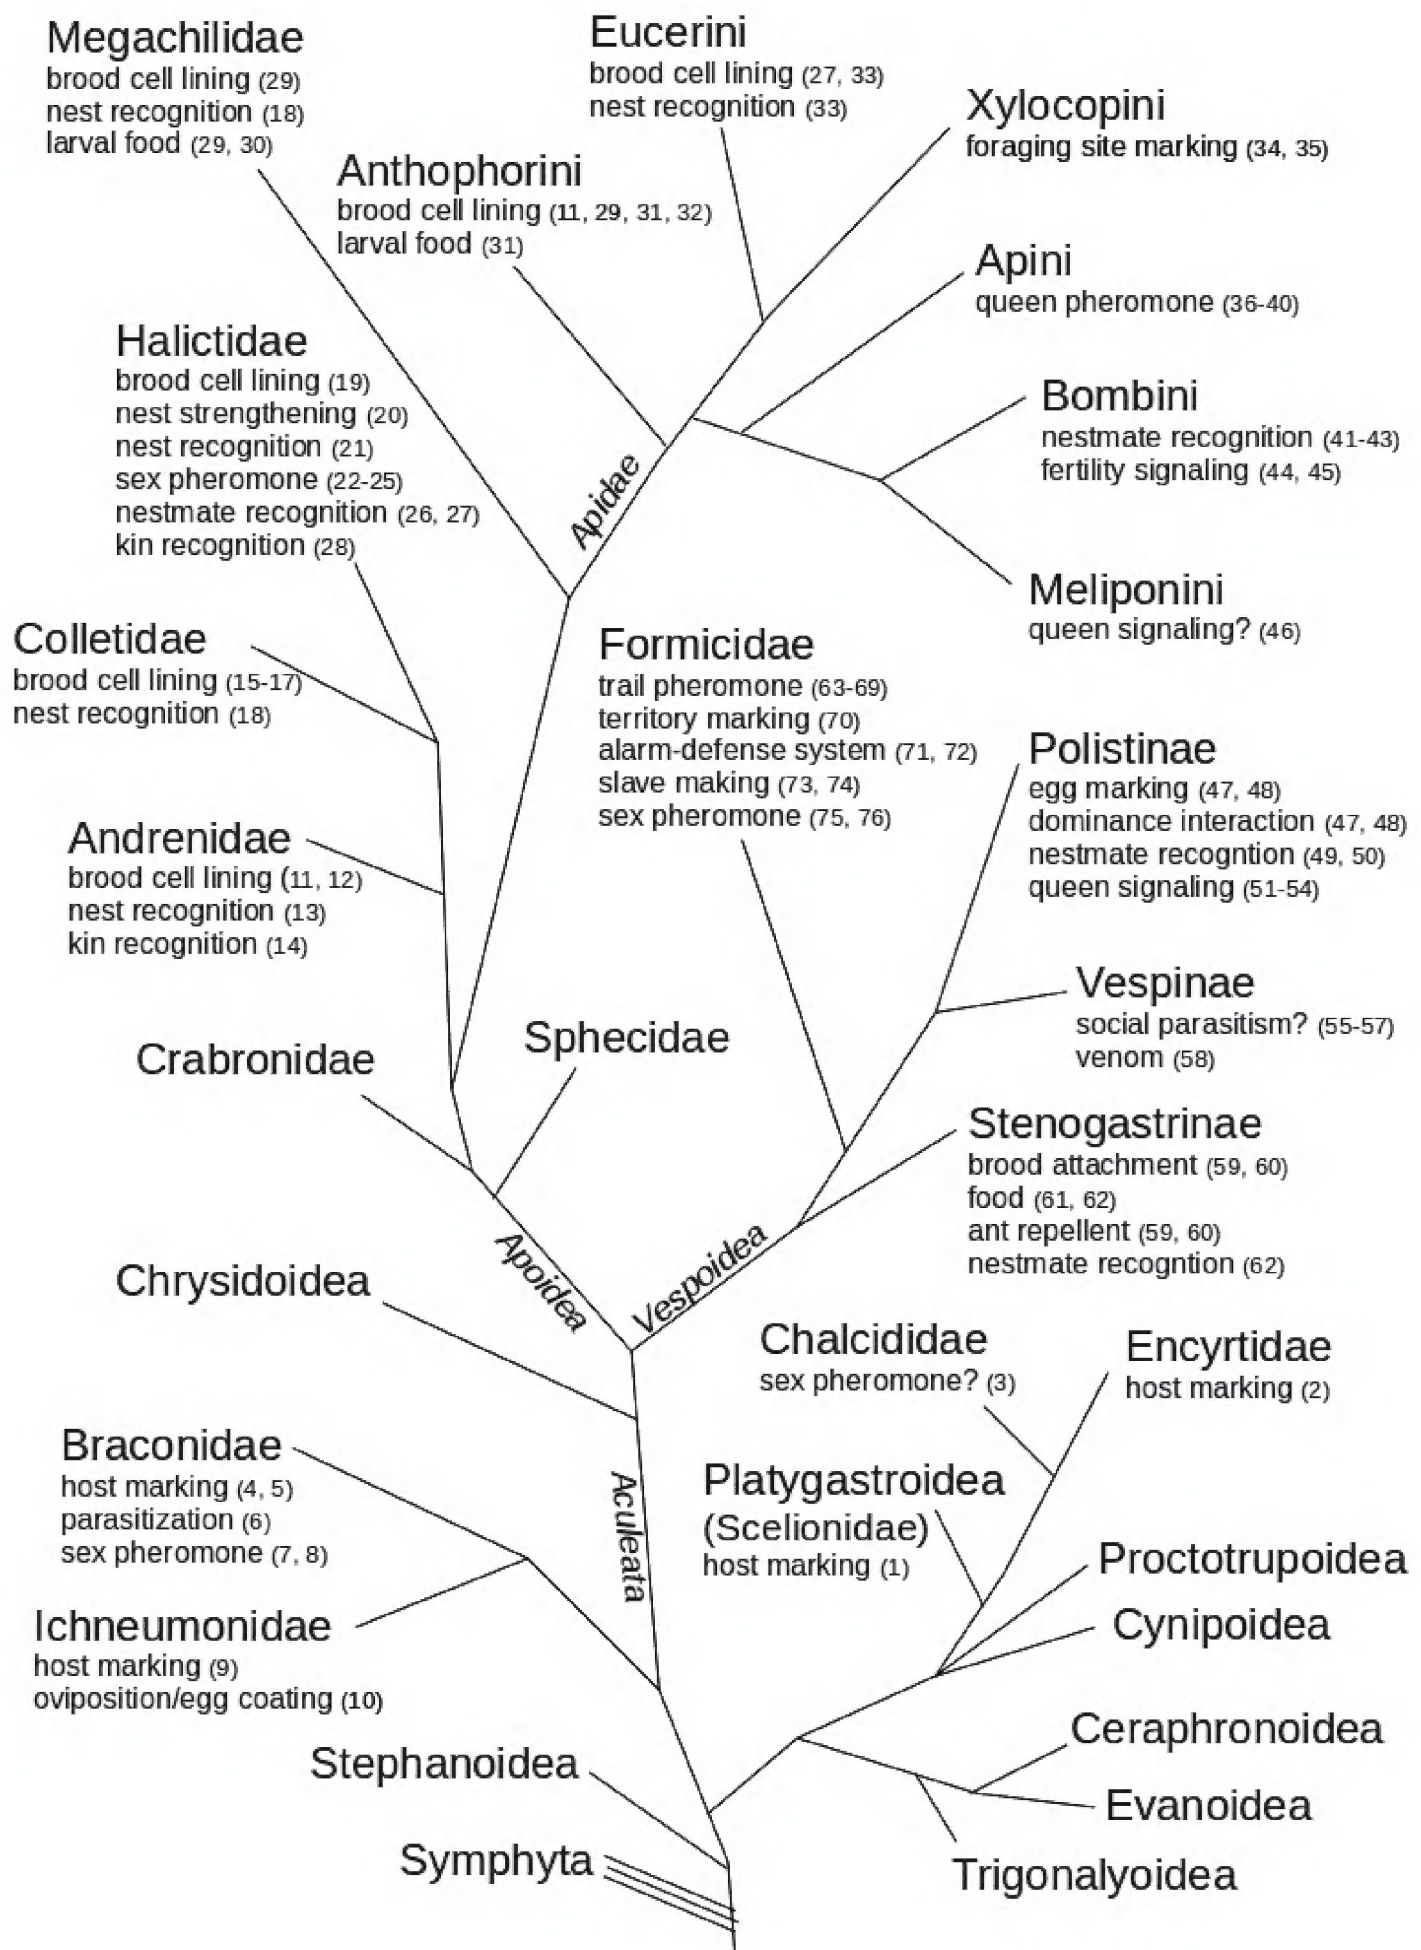 Megachilidae
brood cell lining (29)
nest recognition (18)
larval food (29, 30)
Eucerini
brood cell lining (27, 33)
nest recognition (33)
Xylocopini
foraging site marking (34, 35)
Anthophorini
brood cell lining (11, 29, 31, 32)
larval food (31)
Apini
queen pheromone (36-40)
Halictidae
brood cell lining (19)
nest strengthening (20)
nest recognition (21)
sex pheromone (22-25)
nestmate recognition (26, 27)
kin recognition (28)
Bombini
nestmate recognition (41-43)
fertility signaling (44, 45)
Apidae
Meliponini
queen signaling? (46)
Colletidae
brood cell lining (15-17)
nest recognition (18)
Formicidae
trail pheromone (63-69)
territory marking (70)
alarm-defense system (71, 72)
slave making (73, 74)
sex pheromone (75, 76)
Polistinae
egg marking (47, 48)
dominance interaction (47, 48)
nestmate recogntion (49, 50)
queen signaling (51-54)
Andrenidae
brood cell lining (11, 12)
nest recognition (13)
kin recognition (14)
Vespinae
social parasitism? (55-57)
venom (58)
Crabronidae
Sphecidae
Stenogastrinae
brood attachment (59, 60)
food (61, 62)
ant repellent (59, 60)
nestmate recogntion (62)
Apoidea
Vespoidea
Chrysidoidea
Chalcididae
sex pheromone? (3)
Encyrtidae
host marking (2)
Braconidae
host marking (4, 5)
parasitization (6)
sex pheromone (7, 8)
Aculeata
Platygastroidea
(Scelionidae)
host marking (1)
Proctotrupoidea
Cynipoidea
Ichneumonidae
host marking (9)
oviposition/egg coating (10)
Ceraphronoidea
Stephanoidea
Evanoidea
Symphyta
Trigonalyoidea